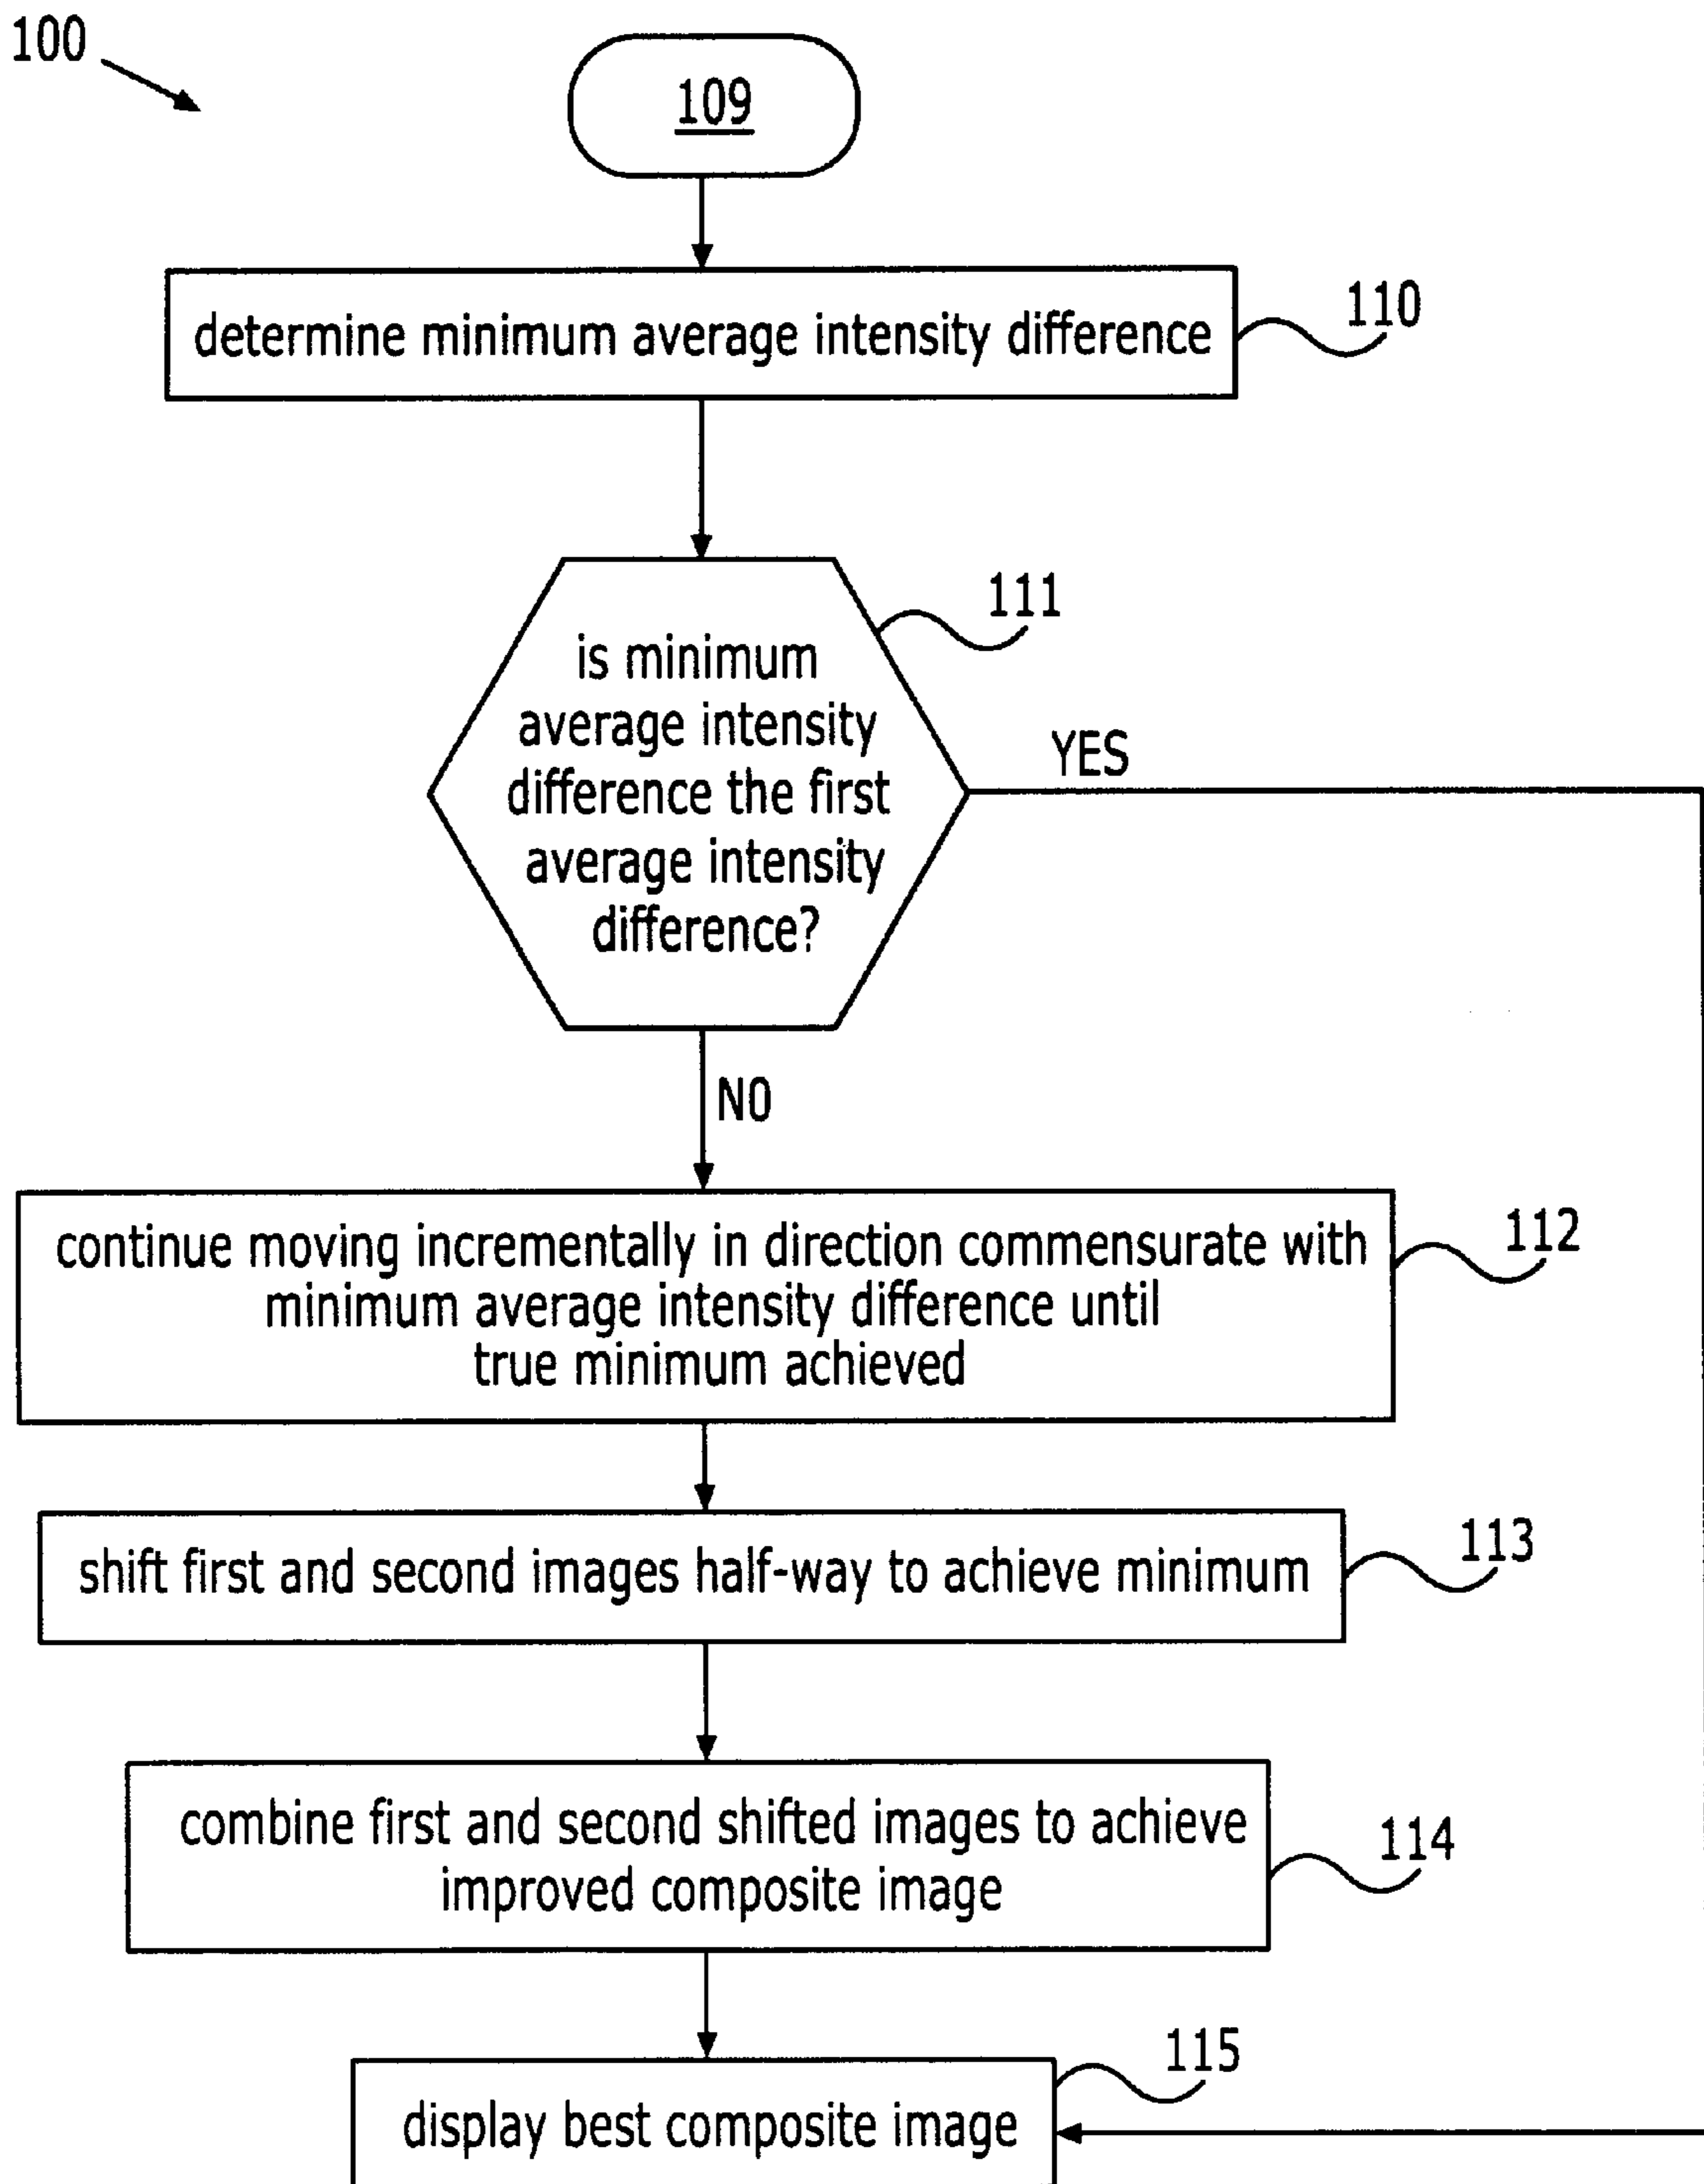 100
109
determine minimum average intensity difference
110
is minimum
average intensity
difference the first
average intensity
difference?
111
YES
NO
continue moving incrementally in direction commensurate with
minimum average intensity difference until
true minimum achieved
112
shift first and second images half-way to achieve minimum
113
combine first and second shifted images to achieve
improved composite image
114
display best composite image
115